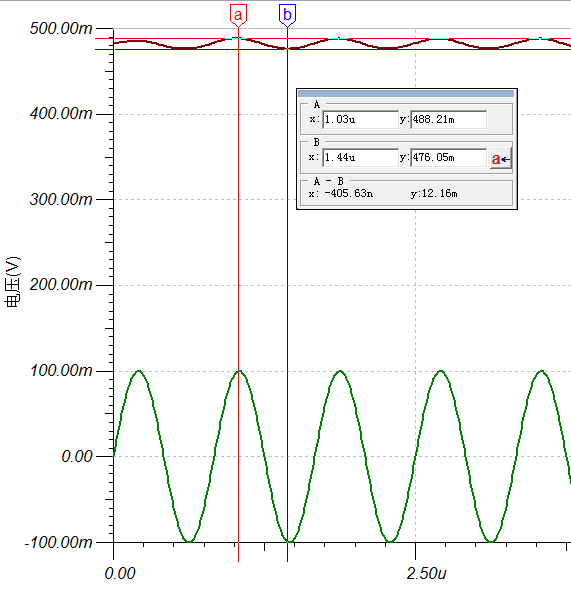 a b
500.00m
A
x: 1.03u y: 488.21m
400.00m
B
x: 1.44u y: 476.05m a
A - B
x: -405.63n y:12.16m
300.00m
电压(V)
200.00m
100.00m
0.00
-100.00m
0.00 2.50u